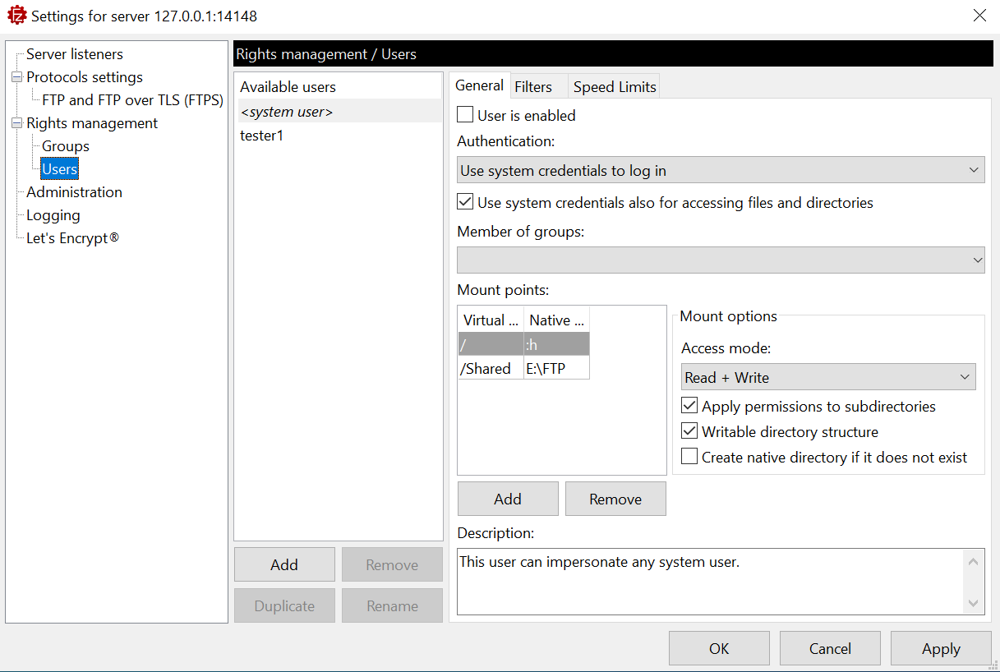 Settings for server 127.0.0.1:14148
Server listeners
Protocols settings
FTP and FTP over TLS (FTPS)
Rights management
Groups
Users
Administration
Logging
Let's Encrypt®
Rights management / Users
Available users
<system user>
tester1
Add
Remove
Duplicate
Rename
General
Filters
Speed Limits
User is enabled
Authentication:
Use system credentials to log in
Use system credentials also for accessing files and directories
Member of groups:
Mount points:
Virtual ... Native ...
/ :h
/Shared E:\FTP
Add
Remove
Mount options
Access mode:
Read + Write
Apply permissions to subdirectories
Writable directory structure
Create native directory if it does not exist
Description:
This user can impersonate any system user.
OK
Cancel
Apply